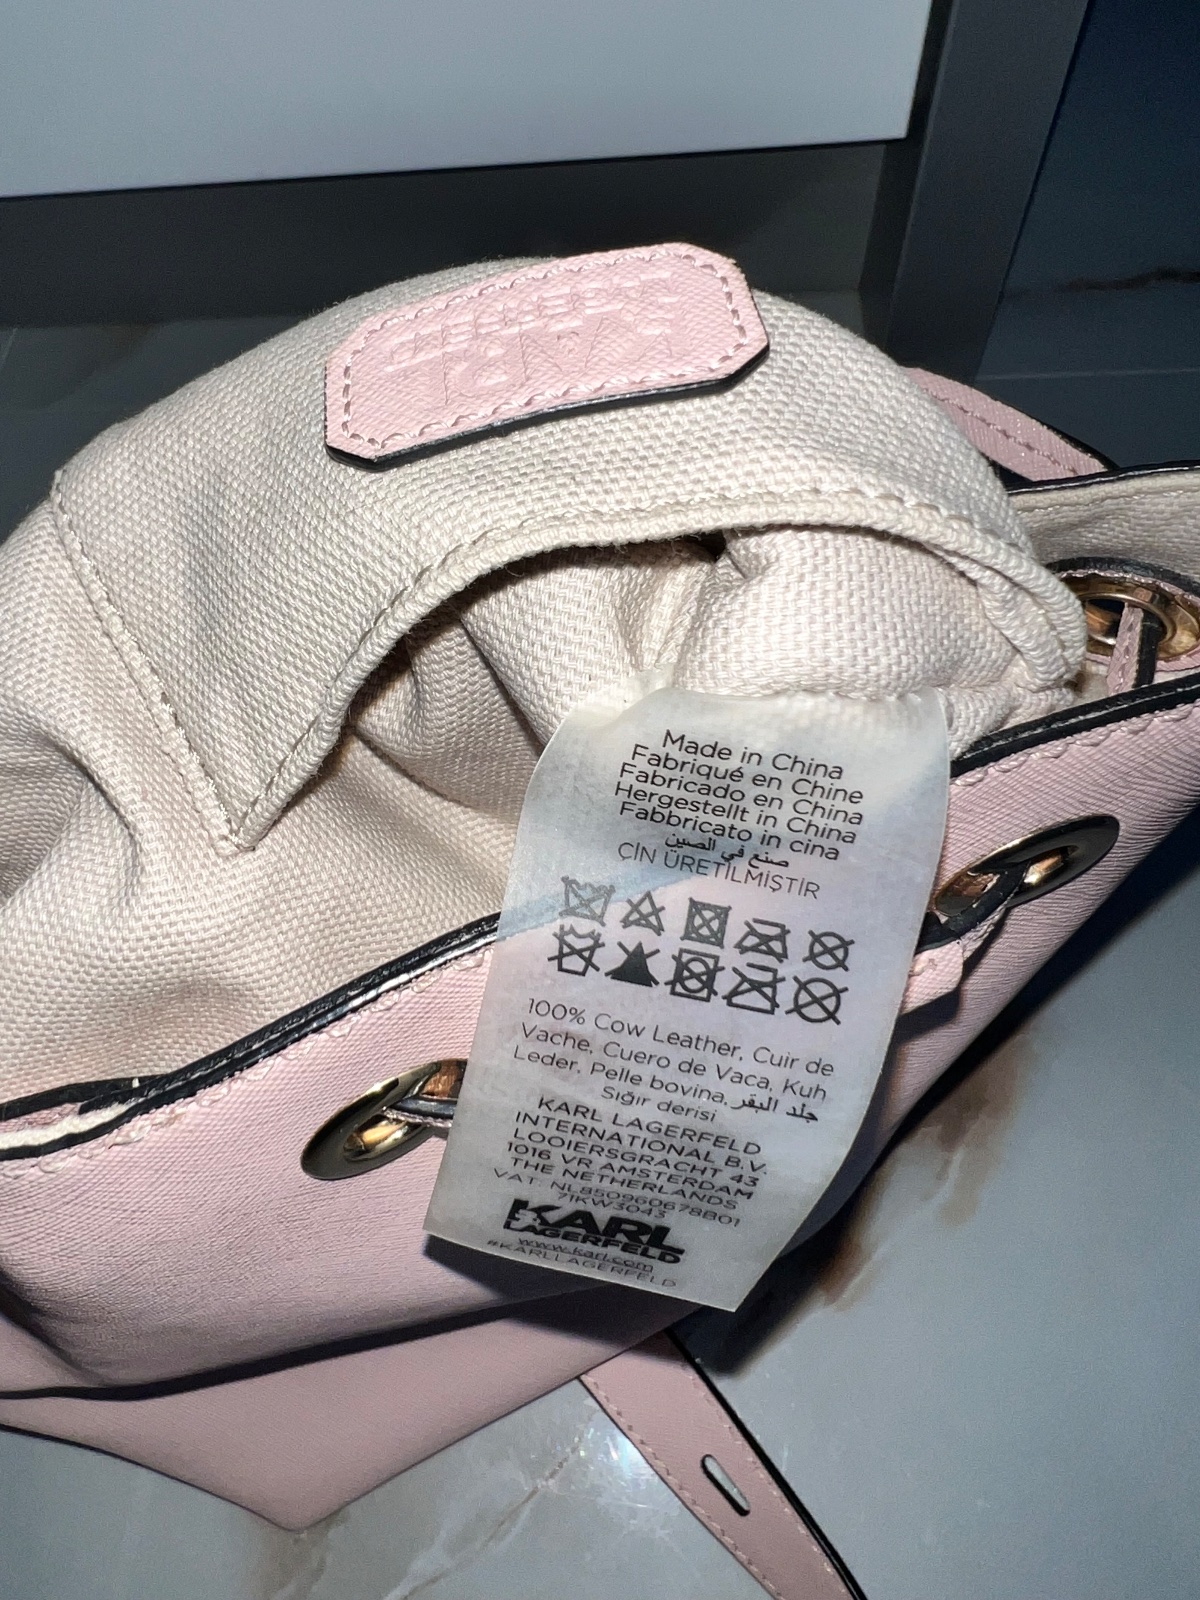 KARL
LAGERFELD
Made in China
Fabriqué en Chine
Fabricado en China
Hergestellt in China
Fabbricato in cina
صنع في الصين
ÇİN ÜRETİLMİŞTİR
100% Cow Leather, Cuir de
Vache, Cuero de Vaca, Kuh
Leder, Pelle bovina, جلد البقر
Sığır derisi
KARL LAGERFELD
INTERNATIONAL B.V.
LOOIERSGRACHT 43
1016 VR AMSTERDAM
THE NETHERLANDS
VAT: NL850960678B01
71KW3043
KARL
LAGERFELD
www.karl.com
#KARLLAGERFELD